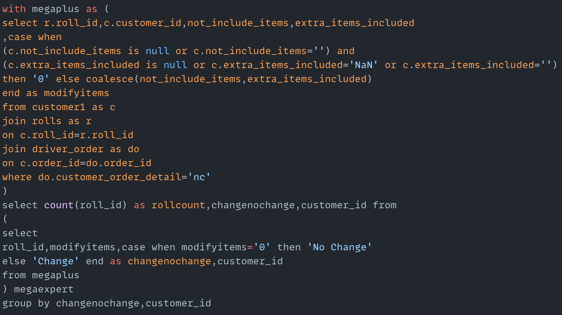 with megaplus as (
select r.roll_id,c.customer_id,not_include_items,extra_items_included
,case when
(c.not_include_items is null or c.not_include_items='') and
(c.extra_items_included is null or c.extra_items_included='NaN' or c.extra_items_included='')
then '0' else coalesce(not_include_items,extra_items_included)
end as modifyitems
from customer1 as c
join rolls as r
on c.roll_id=r.roll_id
join driver_order as do
on c.order_id=do.order_id
where do.customer_order_detail='nc'
)
select count(roll_id) as rollcount,changenochange,customer_id from
(
select
roll_id,modifyitems,case when modifyitems='0' then 'No Change'
else 'Change' end as changenochange,customer_id
from megaplus
) megaexpert
group by changenochange,customer_id